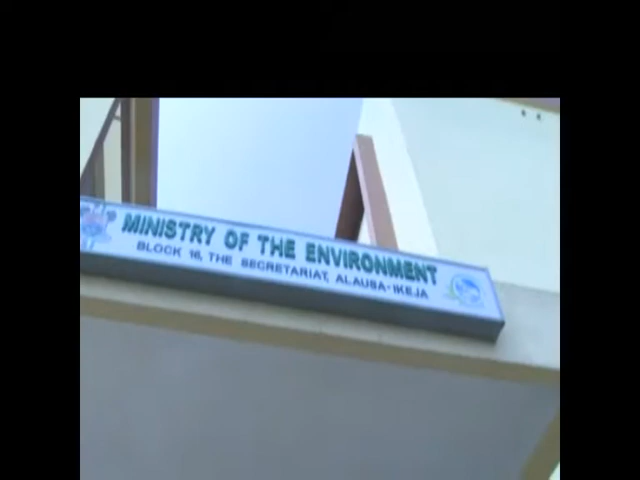 MINISTRY OF THE ENVIRONMENT
BLOCK 16, THE SECRETARIAT, ALAUSA-IKEJA